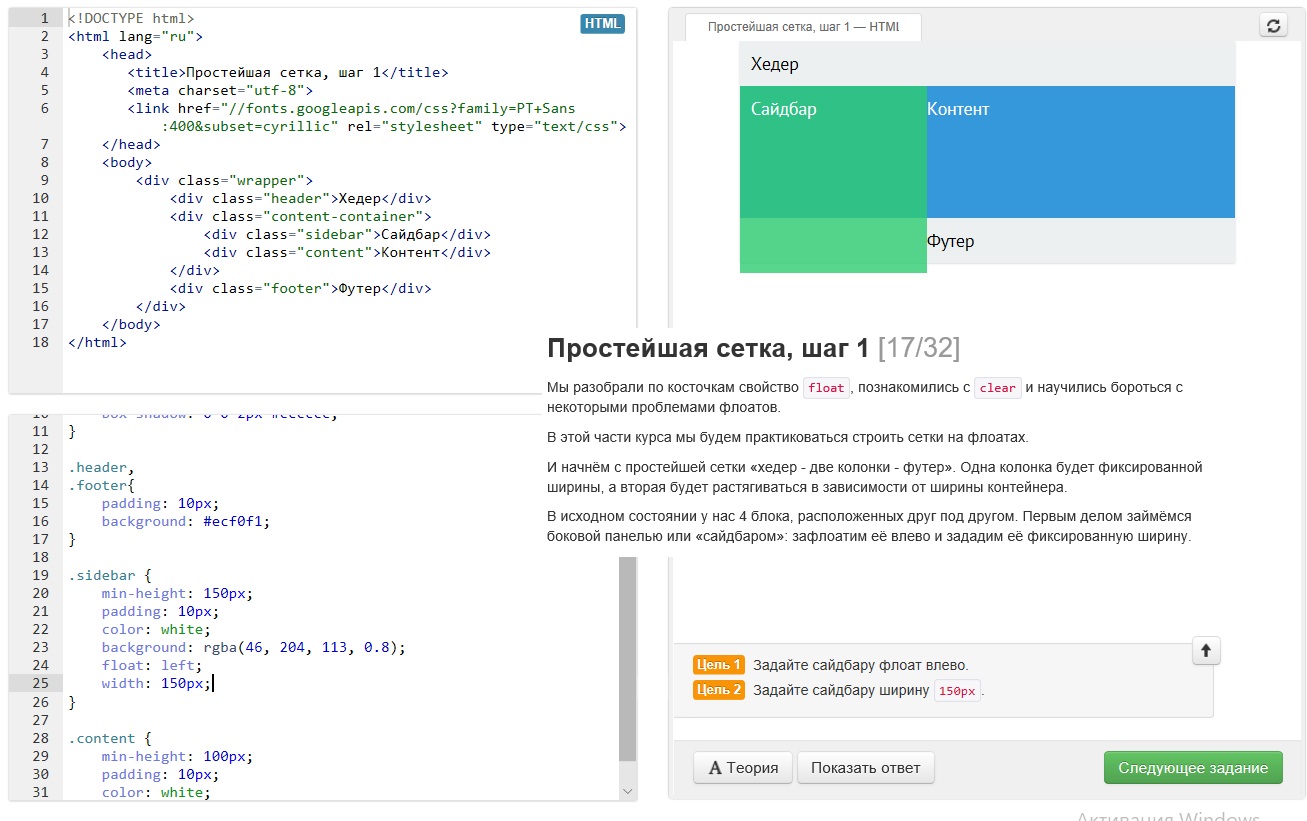 1 <!DOCTYPE html>
HTML
2 <html lang="ru">
3 <head>
4 <title>Простейшая сетка, шаг 1</title>
5 <meta charset="utf-8">
6 <link href="//fonts.googleapis.com/css?family=PT+Sans
:400&subset=cyrillic" rel="stylesheet" type="text/css">
7 </head>
8 <body>
9 <div class="wrapper">
10 <div class="header">Хедер</div>
11 <div class="content-container">
12 <div class="sidebar">Сайдбар</div>
13 <div class="content">Контент</div>
14 </div>
15 <div class="footer">Футер</div>
16 </div>
17 </body>
18 </html>
Простейшая сетка, шаг 1 — HTML
Хедер
Сайдбар
Контент
Футер
Простейшая сетка, шаг 1 [17/32]
Мы разобрали по косточкам свойство float, познакомились с clear и научились бороться с
некоторыми проблемами флоатов.
В этой части курса мы будем практиковаться строить сетки на флоатах.
И начнём с простейшей сетки «хедер - две колонки - футер». Одна колонка будет фиксированной
ширины, а вторая будет растягиваться в зависимости от ширины контейнера.
В исходном состоянии у нас 4 блока, расположенных друг под другом. Первым делом займёмся
боковой панелью или «сайдбаром»: зафлоатим её влево и зададим её фиксированную ширину.
10 box-shadow: 0 0 2px #cccccc;
11 }
12
13 .header,
14 .footer{
15 padding: 10px;
16 background: #ecf0f1;
17 }
18
19 .sidebar {
20 min-height: 150px;
21 padding: 10px;
22 color: white;
23 background: rgba(46, 204, 113, 0.8);
24 float: left;
25 width: 150px;
26 }
27
28 .content {
29 min-height: 100px;
30 padding: 10px;
31 color: white;
Цель 1 Задайте сайдбару флоат влево.
Цель 2 Задайте сайдбару ширину 150px.
A Теория
Показать ответ
Следующее задание
Активация Windows